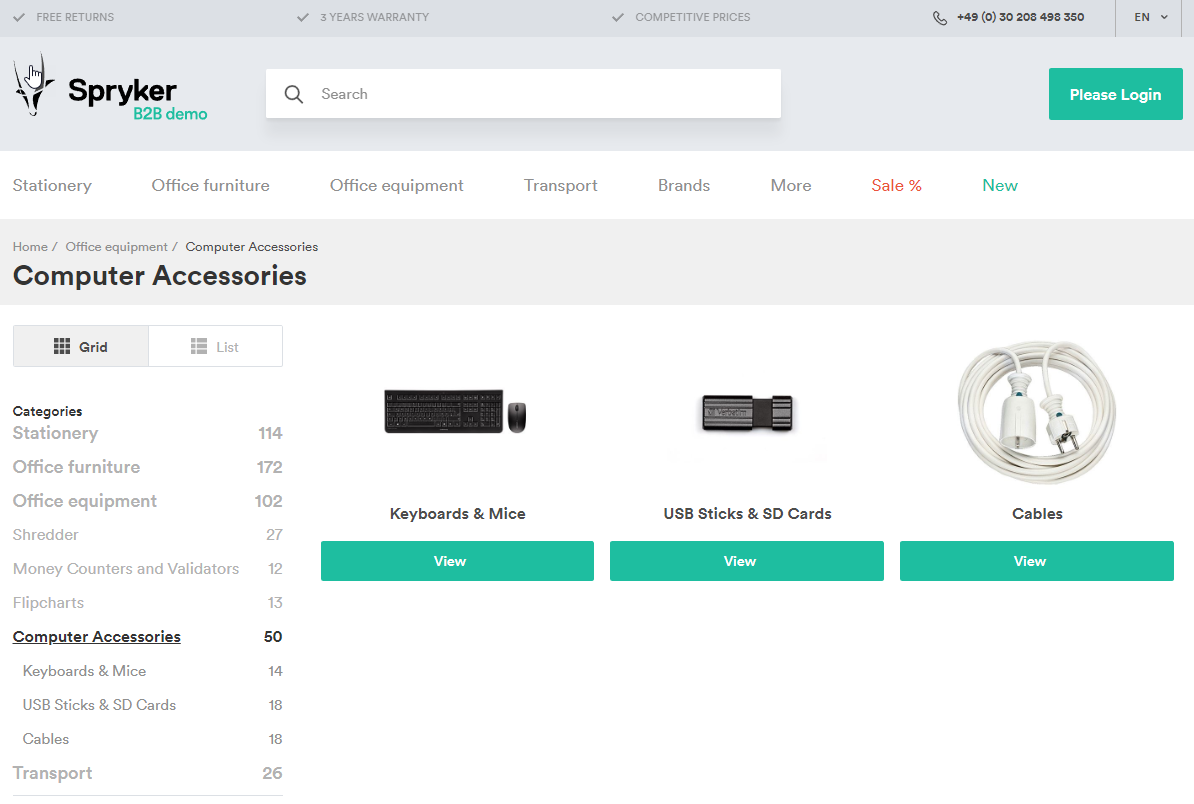 FREE RETURNS 3 YEARS WARRANTY COMPETITIVE PRICES +49 (0) 30 208 498 350 EN
Spryker
B2B demo
Search
Please Login
Stationery Office furniture Office equipment Transport Brands More Sale % New
Home / Office equipment / Computer Accessories
Computer Accessories
Grid List
Categories
Stationery 114
Office furniture 172
Office equipment 102
Shredder 27
Money Counters and Validators 12
Flipcharts 13
Computer Accessories 50
Keyboards & Mice 14
USB Sticks & SD Cards 18
Cables 18
Transport 26
Keyboards & Mice USB Sticks & SD Cards Cables
View View View